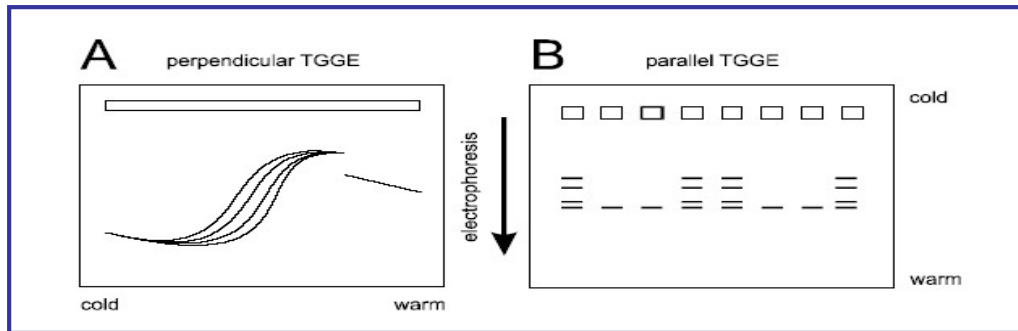 A perpendicular TGGE
B parallel TGGE
cold
electrophoresis
warm
cold warm